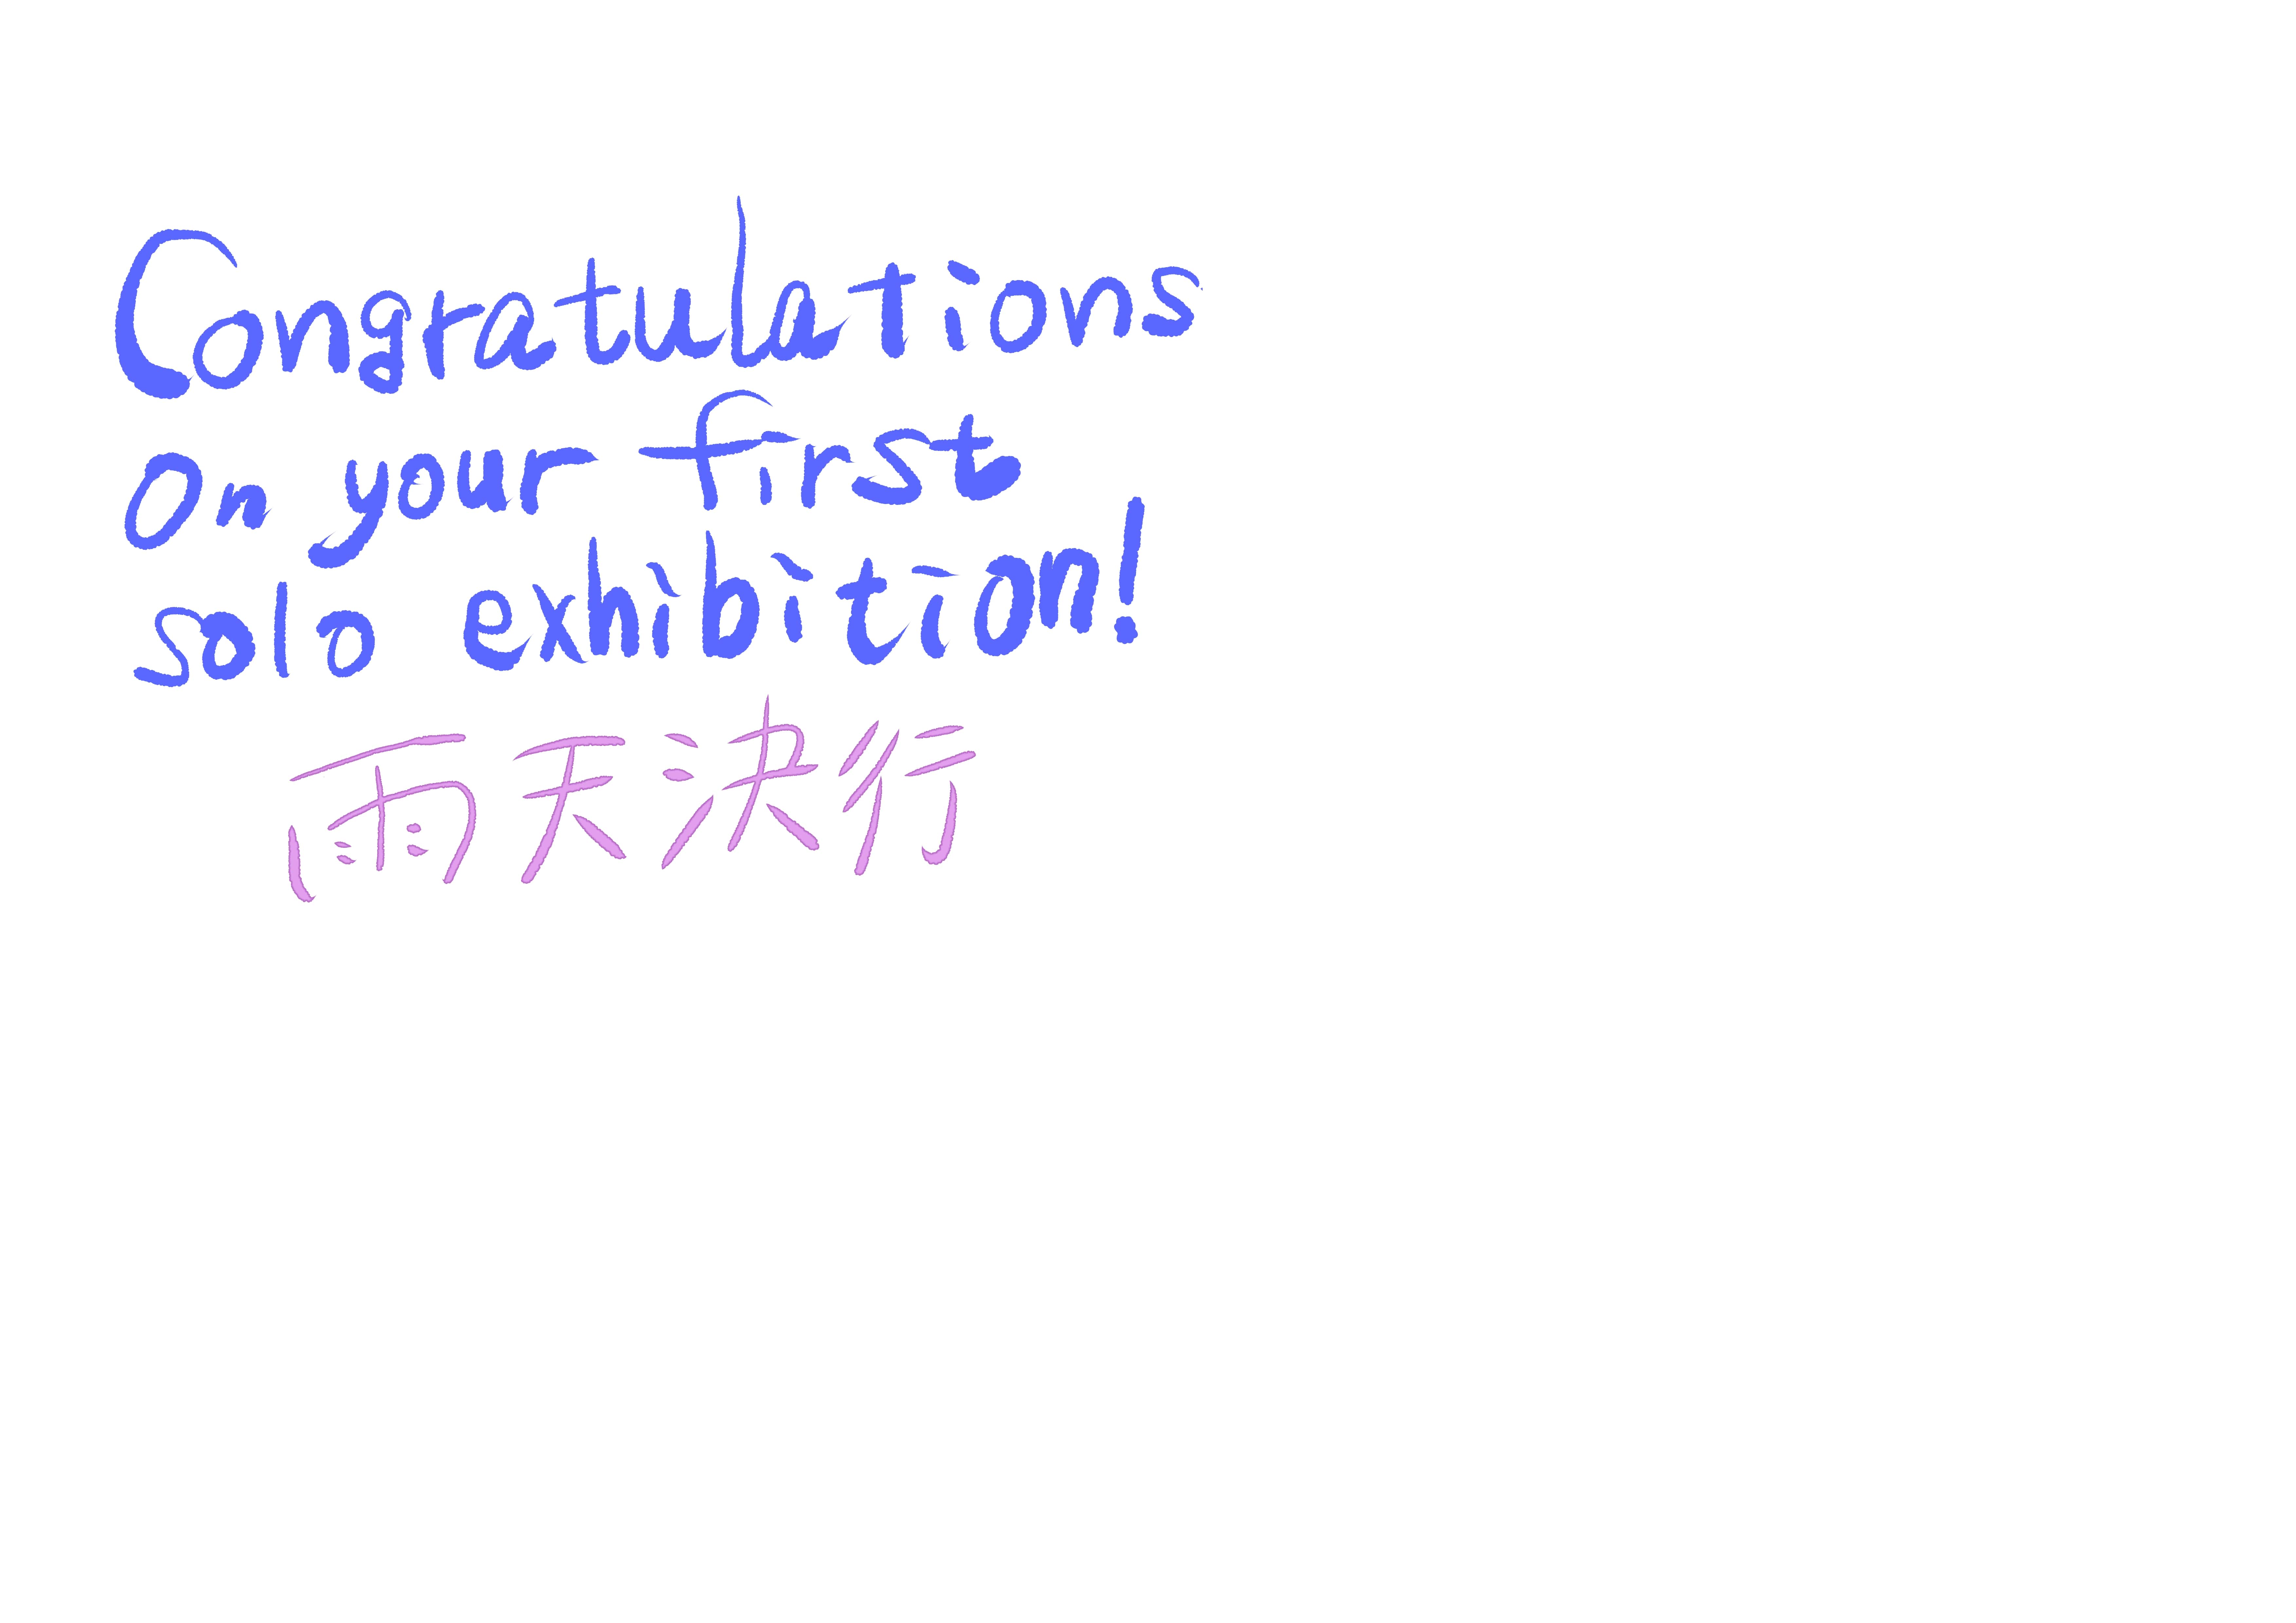 Congratulations
On your first
solo exhibition!
雨天決行